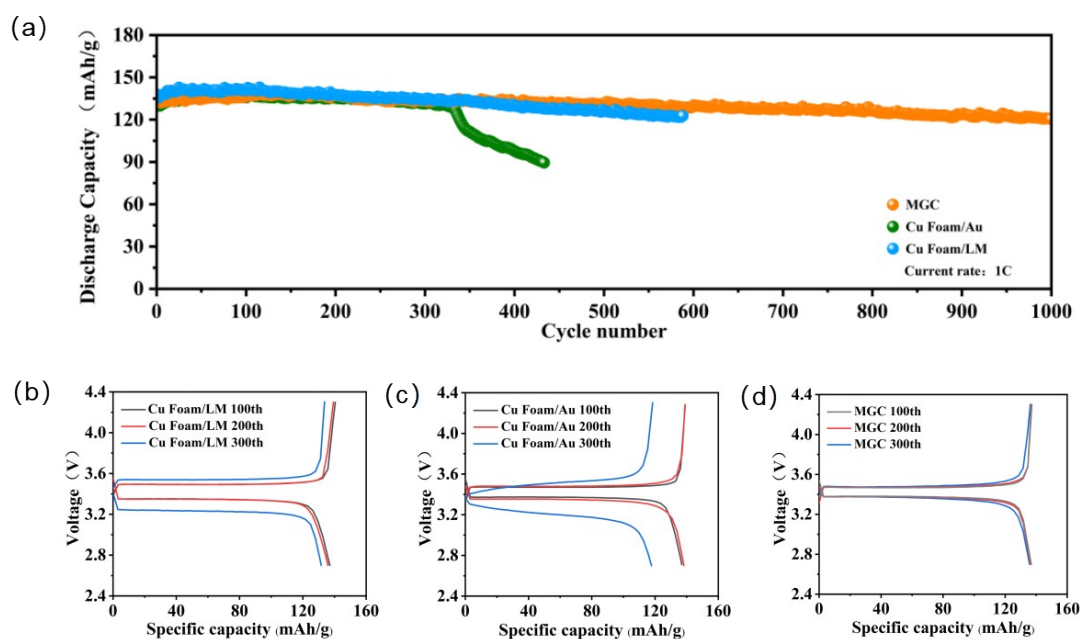 (a)
180
150
120
90
60
30
0
Discharge Capacity (mAh/g)
MGC
Cu Foam/Au
Cu Foam/LM
Current rate: 1C
0 100 200 300 400 500 600 700 800 900 1000
Cycle number
(b)
4.4
4.0
3.6
3.2
2.8
2.4
Voltage (V)
Cu Foam/LM 100th
Cu Foam/LM 200th
Cu Foam/LM 300th
0 40 80 120 160
Specific capacity (mAh/g)
(c)
4.4
4.0
3.6
3.2
2.8
2.4
Voltage (V)
Cu Foam/Au 100th
Cu Foam/Au 200th
Cu Foam/Au 300th
0 40 80 120 160
Specific capacity (mAh/g)
(d)
4.4
4.0
3.6
3.2
2.8
2.4
Voltage (V)
MGC 100th
MGC 200th
MGC 300th
0 40 80 120 160
Specific capacity (mAh/g)